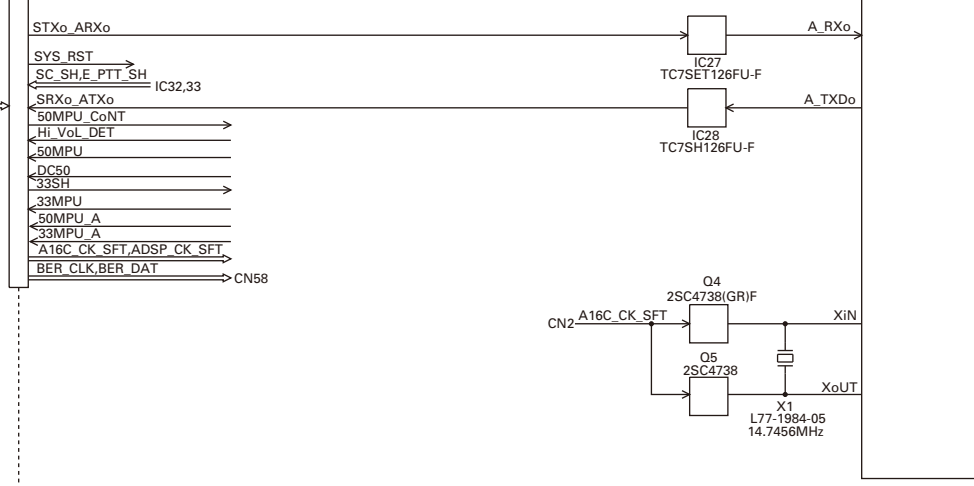 STXo_ARXo
A_RXo
IC27
TC7SET126FU-F
SYS_RST
SC_SH,E_PTT_SH
IC32,33
SRXo_ATXo
A_TXDo
IC28
TC7SH126FU-F
50MPU_CoNT
Hi_VoL_DET
50MPU
DC50
33SH
33MPU
50MPU_A
33MPU_A
A16C_CK_SFT,ADSP_CK_SFT
BER_CLK,BER_DAT
CN58
Q4
2SC4738(GR)F
CN2
A16C_CK_SFT
XiN
Q5
2SC4738
XoUT
X1
L77-1984-05
14.7456MHz